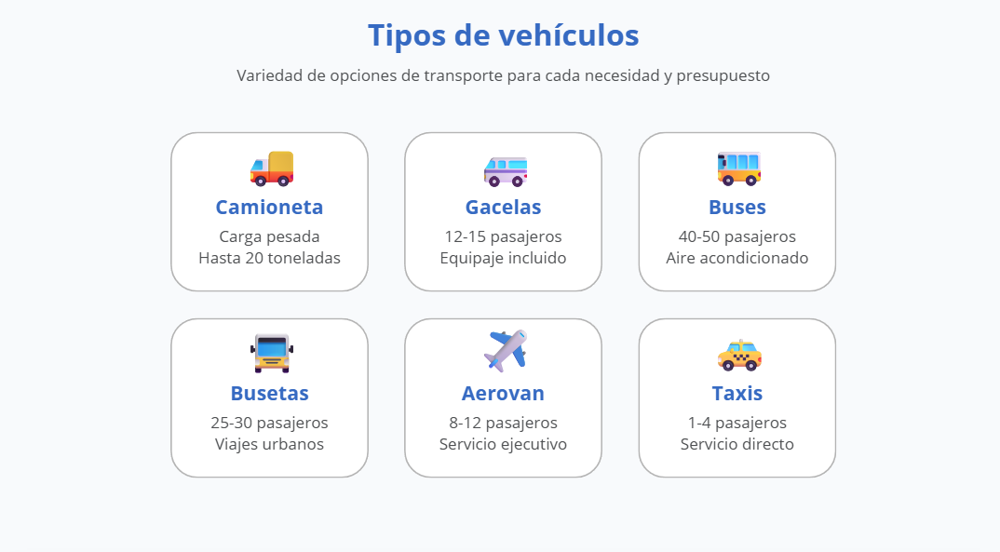 Tipos de vehículos
Variedad de opciones de transporte para cada necesidad y presupuesto
Camioneta
Carga pesada
Hasta 20 toneladas
Gacelas
12-15 pasajeros
Equipaje incluido
Buses
40-50 pasajeros
Aire acondicionado
Busetas
25-30 pasajeros
Viajes urbanos
Aerovan
8-12 pasajeros
Servicio ejecutivo
Taxis
1-4 pasajeros
Servicio directo